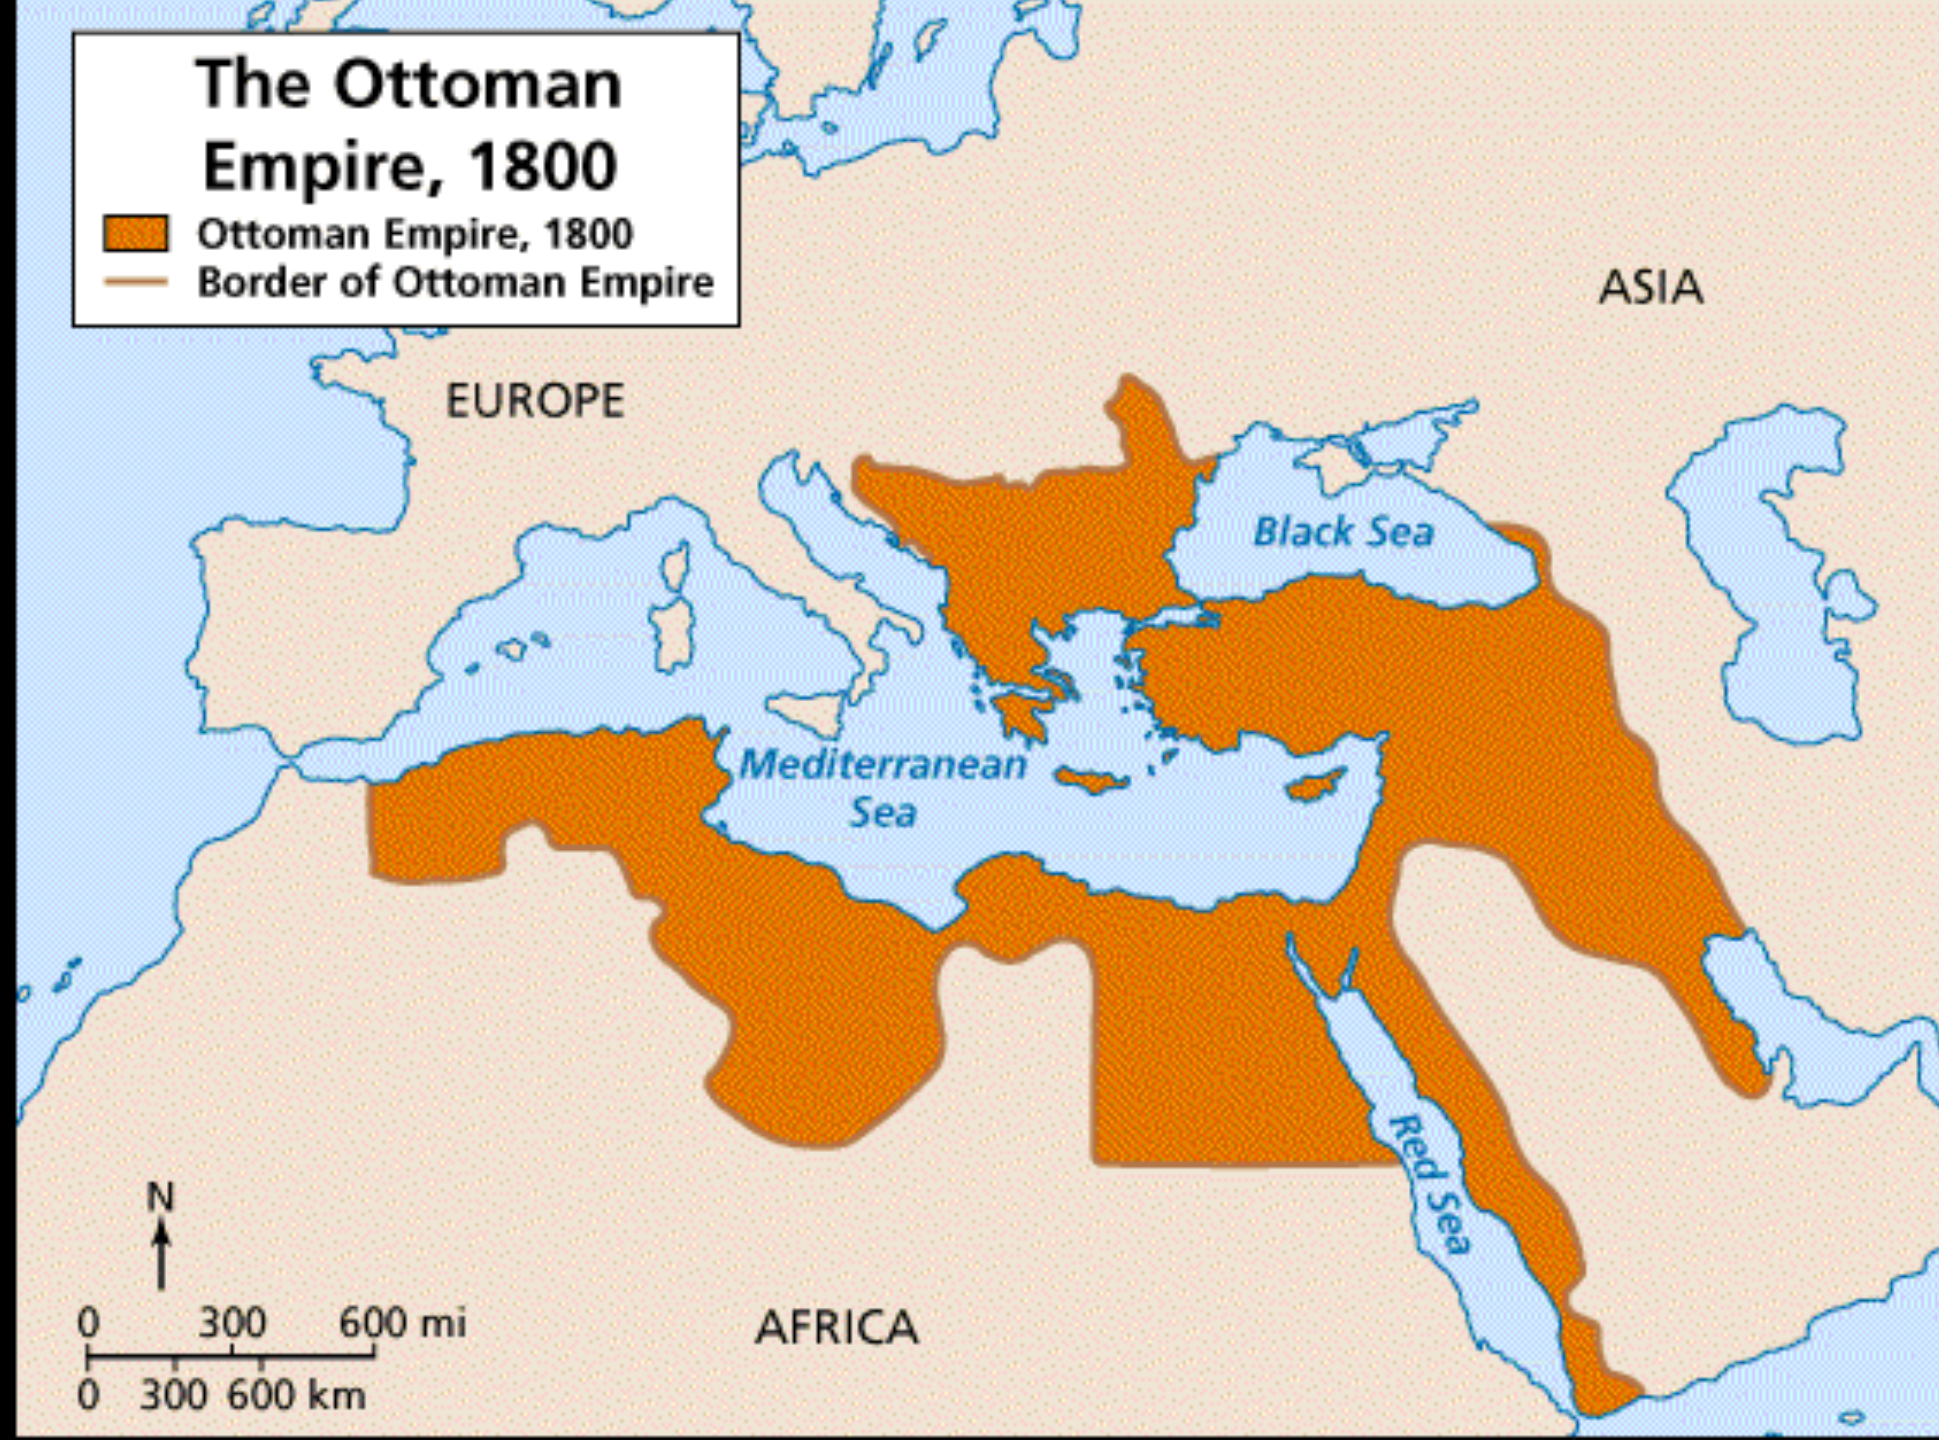 The Ottoman
Empire, 1800
Ottoman Empire, 1800
Border of Ottoman Empire
ASIA
EUROPE
Black Sea
Mediterranean
Sea
Red Sea
AFRICA
N
0 300 600 mi
0 300 600 km